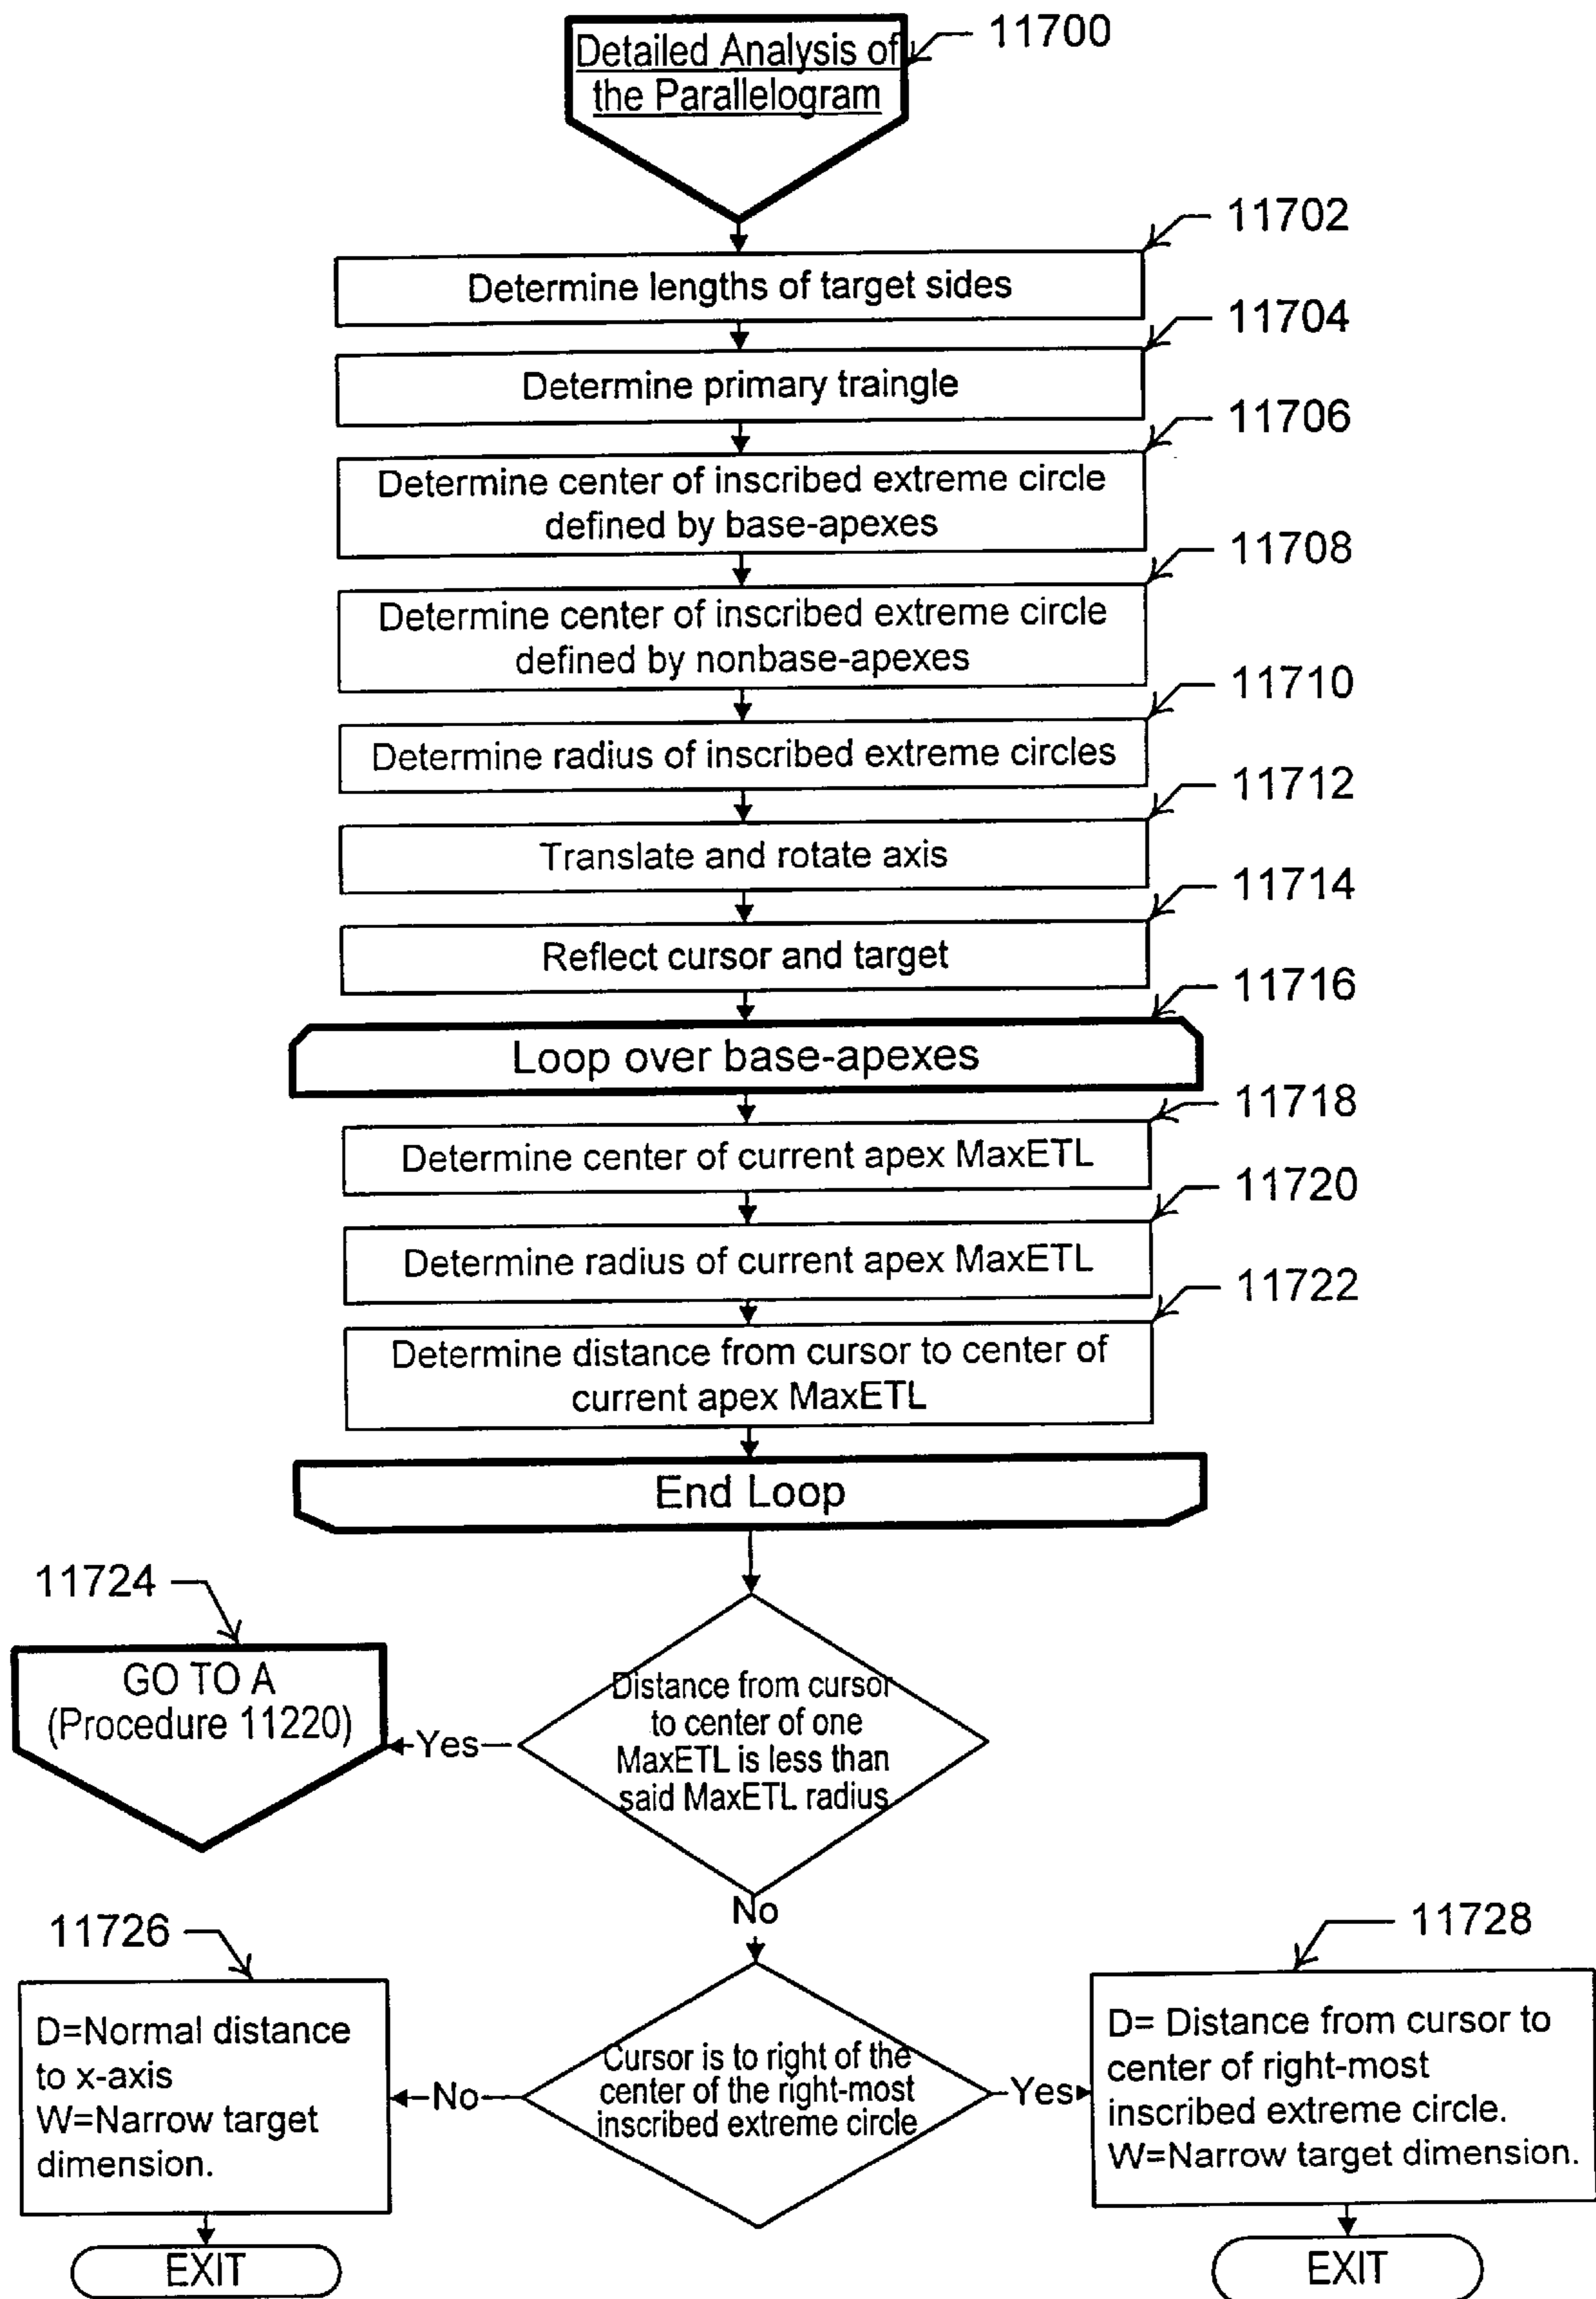 Detailed Analysis of
the Parallelogram
11700
11702
Determine lengths of target sides
11704
Determine primary traingle
11706
Determine center of inscribed extreme circle
defined by base-apexes
11708
Determine center of inscribed extreme circle
defined by nonbase-apexes
11710
Determine radius of inscribed extreme circles
11712
Translate and rotate axis
11714
Reflect cursor and target
11716
Loop over base-apexes
11718
Determine center of current apex MaxETL
11720
Determine radius of current apex MaxETL
11722
Determine distance from cursor to center of
current apex MaxETL
End Loop
11724
GO TO A
(Procedure 11220)
Yes
Distance from cursor
to center of one
MaxETL is less than
said MaxETL radius
No
11726
D=Normal distance
to x-axis
W=Narrow target
dimension.
EXIT
No
Cursor is to right of the
center of the right-most
inscribed extreme circle
Yes
11728
D= Distance from cursor to
center of right-most
inscribed extreme circle.
W=Narrow target dimension.
EXIT